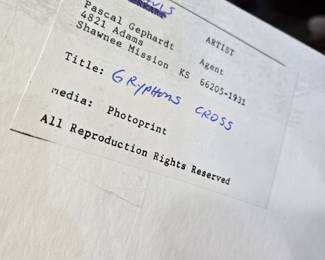 ARTIST
Pascal Gephardt Agent
4821 Adams
Shawnee Mission KS 66205-1931
Title: GRYPHONS CROSS
Media: Photoprint
All Reproduction Rights Reserved